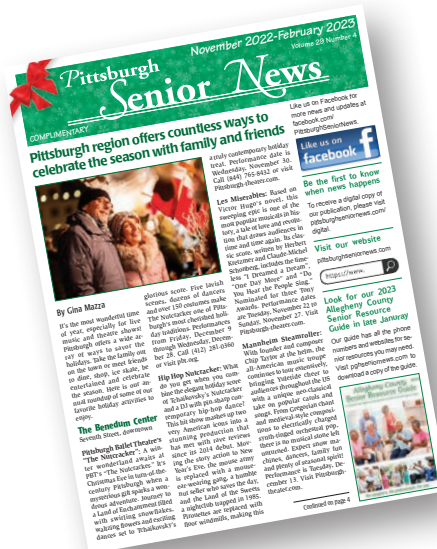 November 2022-February 2023
Volume 29 Number 4
Pittsburgh
Senior News
COMPLIMENTARY
Pittsburgh region offers countless ways to
celebrate the season with family and friends
By Gina Mazza
It's the most wonderful time
of year, especially for live
music and theatre shows!
Pittsburgh offers a wide ar-
ray of ways to savor the
holidays. Take the family out
on the town or meet friends
to dine, shop, ice skate, be
entertained and celebrate
the season. Here is our an-
nual roundup of some of our
favorite holiday activities to
enjoy.
The Benedum Center
Seventh Street, downtown
Pittsburgh Ballet Theatre's
"The Nutcracker": A win-
ter wonderland awaits at
PBT's "The Nutcracker." It's
Christmas Eve in turn-of-the-
century Pittsburgh when a
mysterious gift sparks a won-
drous adventure. Journey to
a Land of Enchantment filled
with swirling snowflakes,
waltzing flowers and exciting
dances set to Tchaikovsky's
glorious score. Five lavish
scenes, dozens of dancers
and over 150 costumes make
The Nutcracker one of Pitts-
burgh's most cherished holi-
day traditions. Performances
from Friday, December 9
through Wednesday, Decem-
ber 28. Call (412) 281-0360
or visit pbt.org.
Hip Hop Nutcracker: What
do you get when you com-
bine the elegant holiday score
of Tchaikovsky's Nutcracker
and a DJ with pin-sharp con-
temporary hip-hop dance?
This hit show mashes up two
very American icons into a
stunning production that
has met with rave reviews
since its 2014 debut. Mov-
ing the story action to New
Year's Eve, the mouse army
is replaced with a mouse-
ear-wearing gang, a humble
nut seller who saves the day,
and the Land of the Sweets
a nightclub trapped in 1985.
Pirouettes are replaced with
floor windmills, making this
a truly contemporary holiday
treat. Performance date is
Wednesday, November 30.
Call (844) 765-8432 or visit
Pittsburgh-theater.com.
Les Miserables: Based on
Victor Hugo's novel, this
sweeping epic is one of the
most popular musicals in his-
tory, a tale of love and revolu-
tion that draws audiences in
time and time again. Its clas-
sic score, written by Herbert
Kretzmer and Claude-Michel
Schonberg, includes the time-
less "I Dreamed a Dream",
"One Day More" and "Do
You Hear the People Sing."
Nominated for three Tony
Awards. Performance dates
are Tuesday, November 22 to
Sunday, November 27. Visit
Pittsburgh-theater.com.
Mannheim Steamroller:
With founder and composer
Chip Taylor at the helm, the
all-American music troupe
continues to tour extensively,
bringing Yuletide cheer to
audiences throughout the US
with a unique neo classical
take on popular carols and
songs. From Gregorian chant
and medieval-style composi-
tions to electrically charged
synth-tinged orchestral pop,
there is no musical stone left
unturned. Expect snow ma-
chines, dancers, family fun
and plenty of seasonal spirit!
Performance is Tuesday, De-
cember 13. Visit Pittsburgh-
theater.com.
Continued on page 4
Like us on Facebook for
more news and updates at
facebook.com/
PittsburghSeniorNews.
Like us on
facebook
f
Be the first to know
when news happens
To receive a digital copy of
our publication, please visit
pittsburghseniornews.com/
digital.
Visit our website
pittsburghseniornews.com
https://www.
Look for our 2023
Allegheny County
Senior Resource
Guide in late January
Our guide has all the phone
numbers and websites for se-
nior resources you may need.
Visit pghseniornews.com to
download a copy of the guide.
Allegheny County